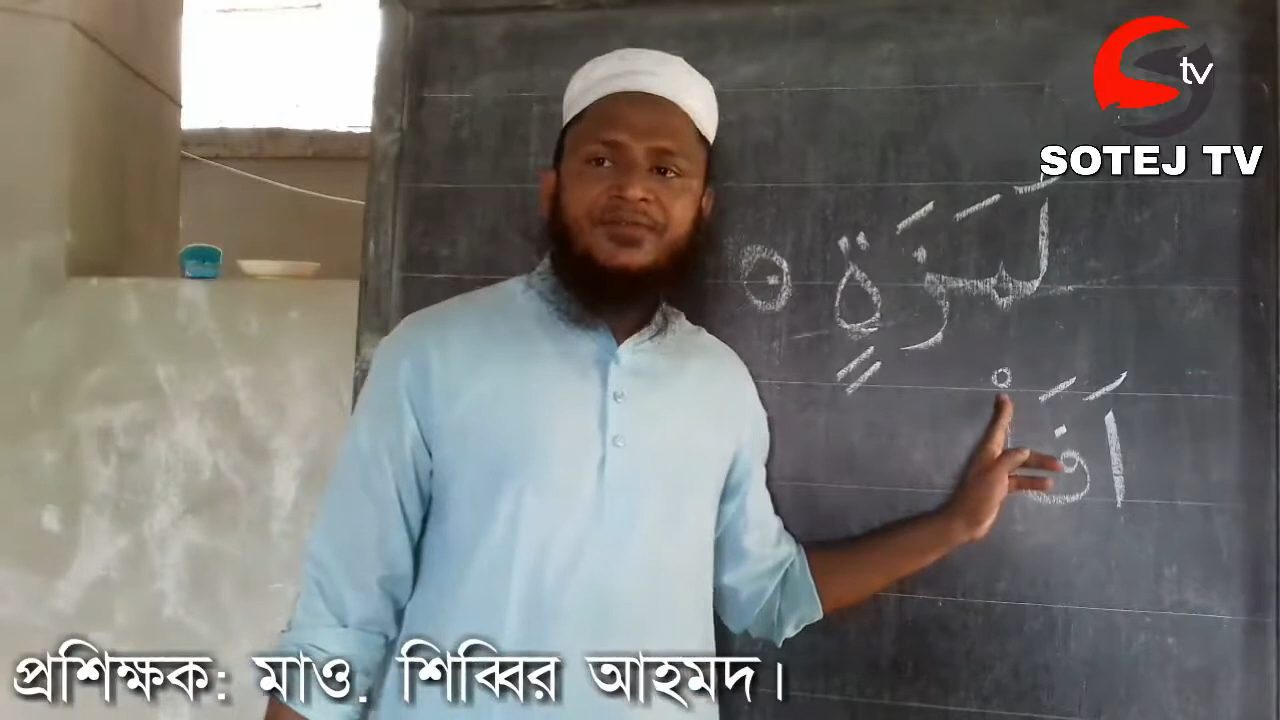 tv
SOTEJ TV
لُّمَزَةٍ ۙ
اَفَا
প্রশিক্ষক: মাও. শিব্বির আহমদ।